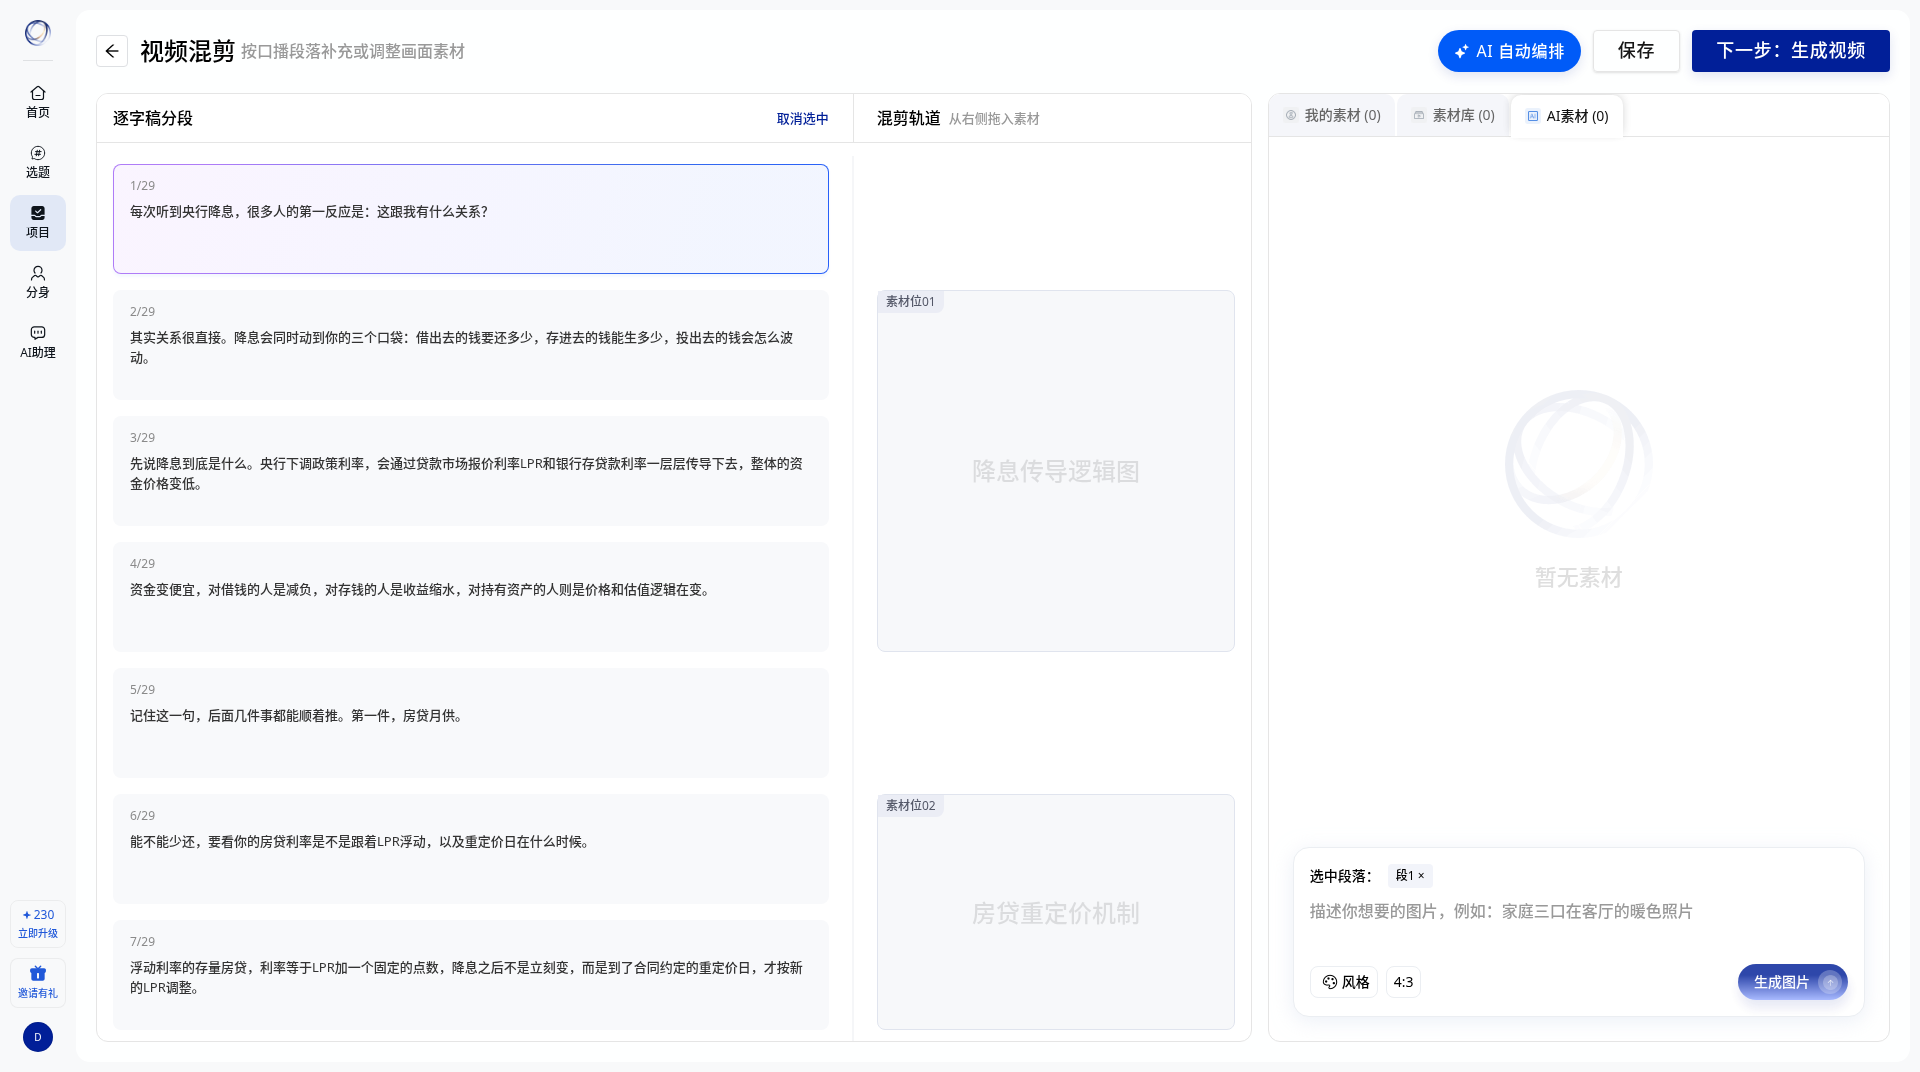 首页
选题
项目
分身
AI助理
230
立即升级
邀请有礼
D
视频混剪 按口播段落补充或调整画面素材
AI 自动编排
保存
下一步：生成视频
逐字稿分段
取消选中
1/29
每次听到央行降息，很多人的第一反应是：这跟我有什么关系？
2/29
其实关系很直接。降息会同时动到你的三个口袋：借出去的钱要还多少，存进去的钱能生多少，投出去的钱会怎么波
动。
3/29
先说降息到底是什么。央行下调政策利率，会通过贷款市场报价利率LPR和银行存贷款利率一层层传导下去，整体的资
金价格变低。
4/29
资金变便宜，对借钱的人是减负，对存钱的人是收益缩水，对持有资产的人则是价格和估值逻辑在变。
5/29
记住这一句，后面几件事都能顺着推。第一件，房贷月供。
6/29
能不能少还，要看你的房贷利率是不是跟着LPR浮动，以及重定价日在什么时候。
7/29
浮动利率的存量房贷，利率等于LPR加一个固定的点数，降息之后不是立刻变，而是到了合同约定的重定价日，才按新
的LPR调整。
混剪轨道 从右侧拖入素材
素材位01
降息传导逻辑图
素材位02
房贷重定价机制
我的素材 (0)
素材库 (0)
AI素材 (0)
暂无素材
选中段落： 段1 ×
描述你想要的图片，例如：家庭三口在客厅的暖色照片
风格
4:3
生成图片